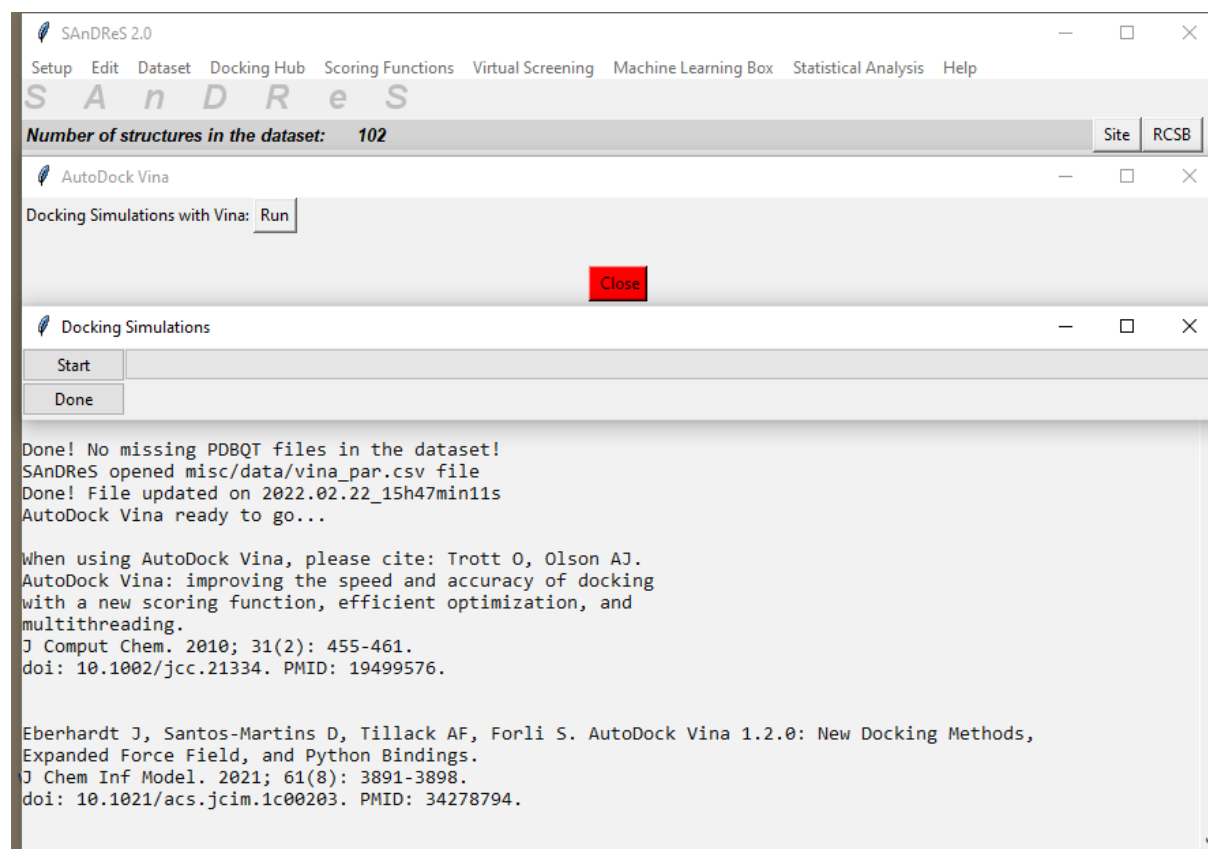 SAnDReS 2.0
Setup Edit Dataset Docking Hub Scoring Functions Virtual Screening Machine Learning Box Statistical Analysis Help
S A n D R e S
Number of structures in the dataset: 102 Site RCSB
AutoDock Vina
Docking Simulations with Vina: Run
Close
Docking Simulations
Start
Done
Done! No missing PDBQT files in the dataset!
SAnDReS opened misc/data/vina_par.csv file
Done! File updated on 2022.02.22_15h47min11s
AutoDock Vina ready to go...
When using AutoDock Vina, please cite: Trott O, Olson AJ.
AutoDock Vina: improving the speed and accuracy of docking
with a new scoring function, efficient optimization, and
multithreading.
J Comput Chem. 2010; 31(2): 455-461.
doi: 10.1002/jcc.21334. PMID: 19499576.
Eberhardt J, Santos-Martins D, Tillack AF, Forli S. AutoDock Vina 1.2.0: New Docking Methods,
Expanded Force Field, and Python Bindings.
J Chem Inf Model. 2021; 61(8): 3891-3898.
doi: 10.1021/acs.jcim.1c00203. PMID: 34278794.